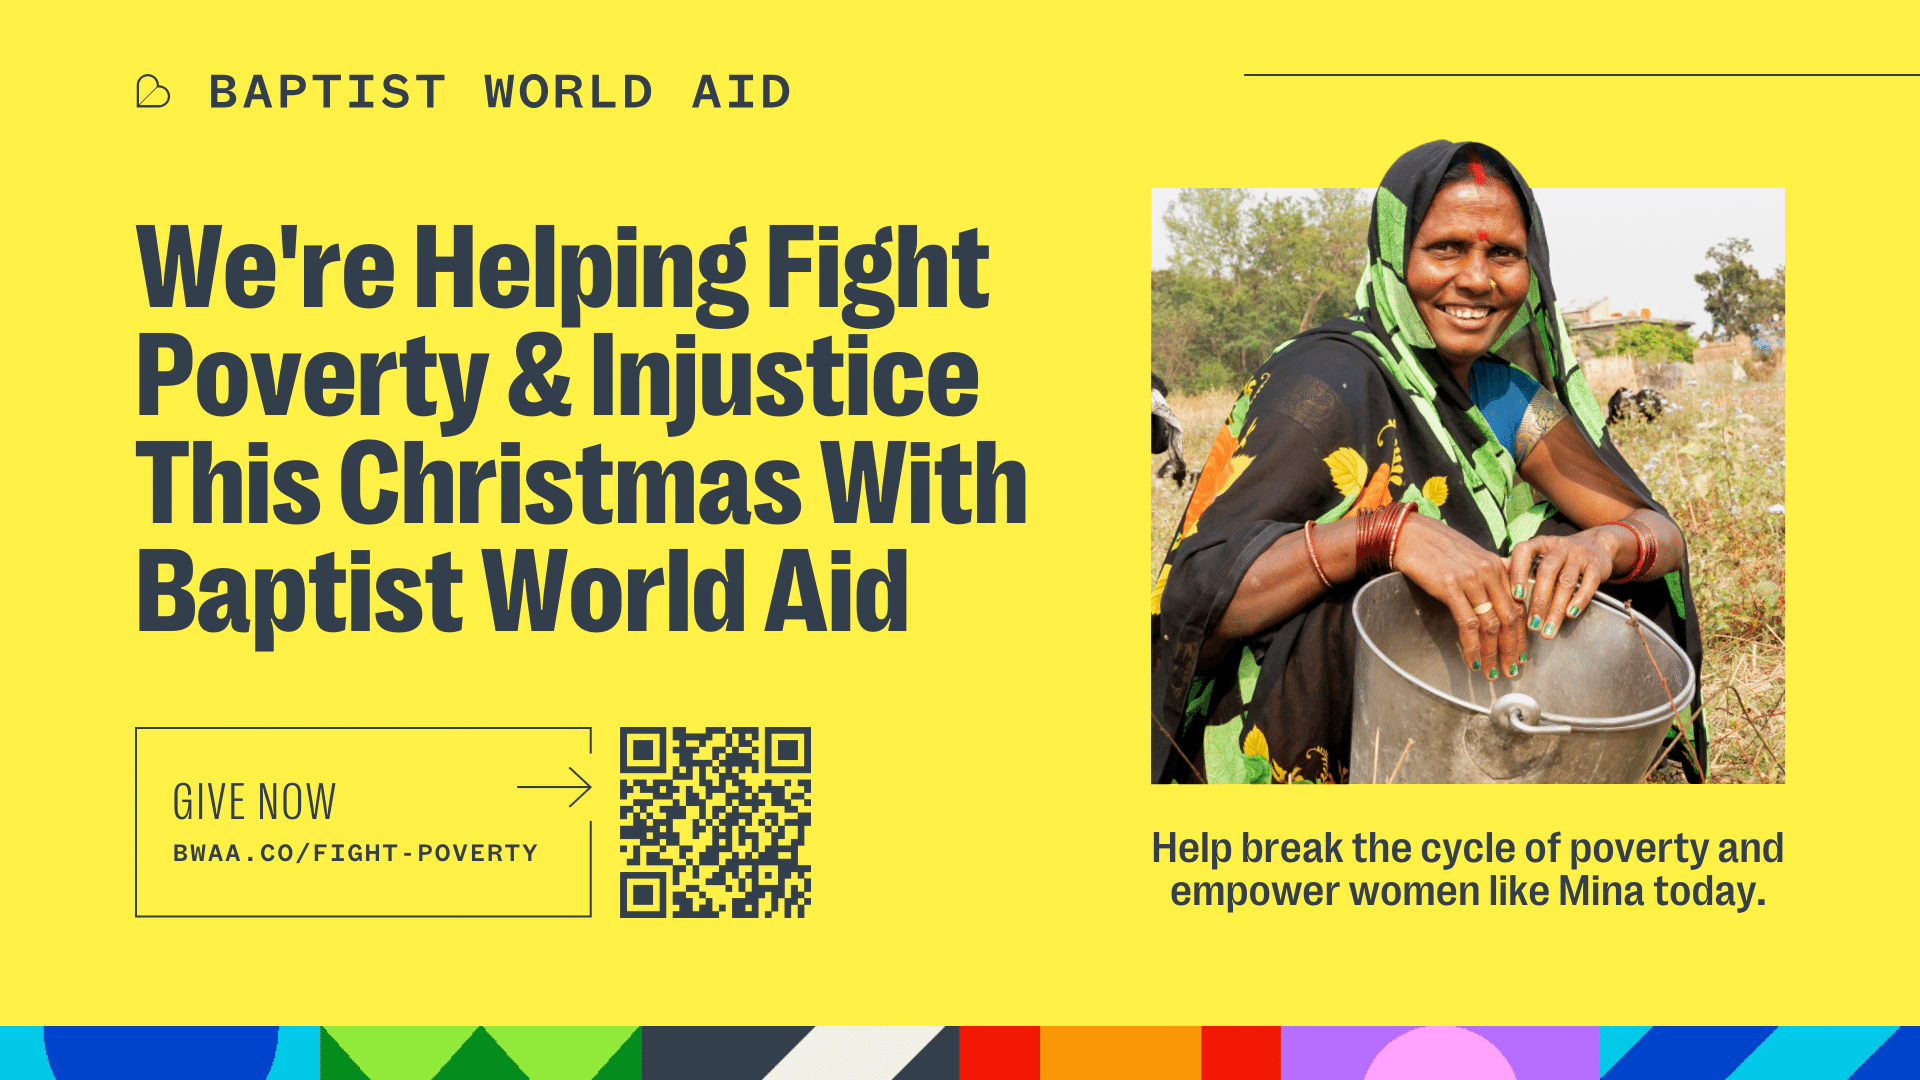 BAPTIST WORLD AID
We're Helping Fight
Poverty & Injustice
This Christmas With
Baptist World Aid
GIVE NOW
BWAA.CO/FIGHT-POVERTY
Help break the cycle of poverty and
empower women like Mina today.